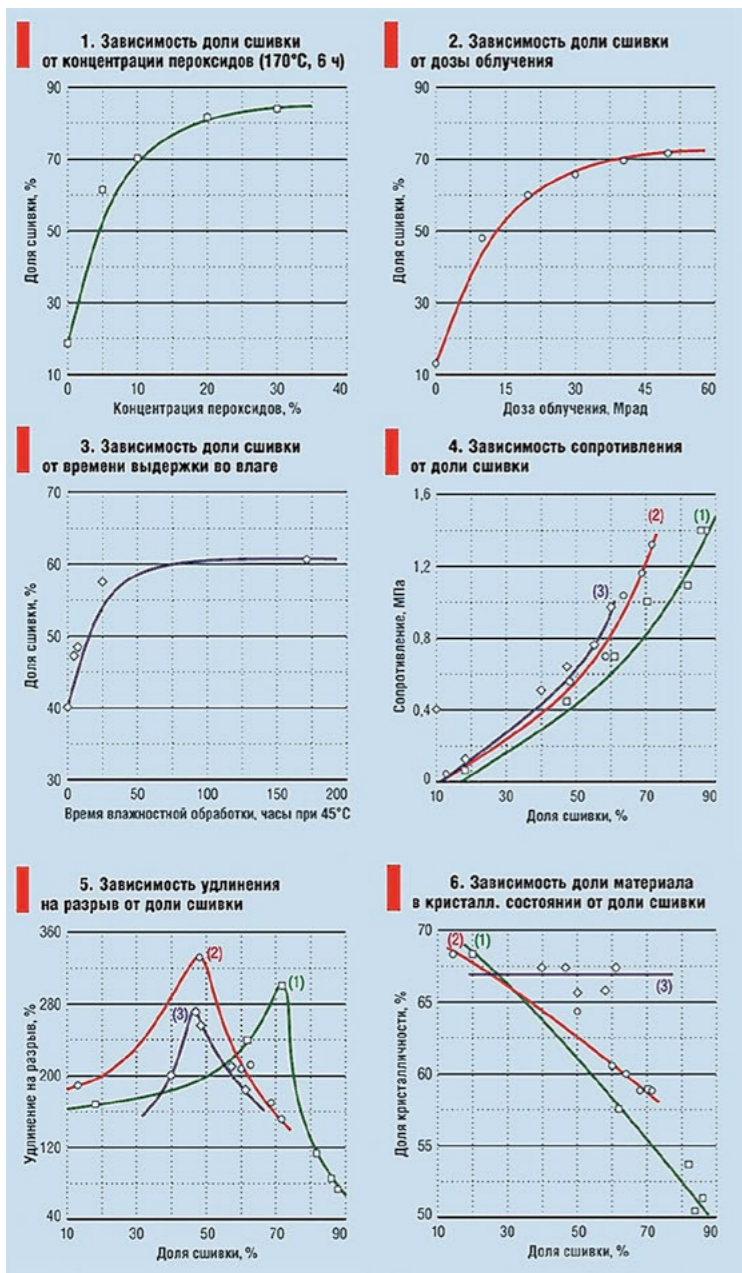 1. Зависимость доли сшивки
от концентрации пероксидов (170°C, 6 ч)
90
70
50
30
10
Доля сшивки, %
0 10 20 30 40
Концентрация пероксидов, %
2. Зависимость доли сшивки
от дозы облучения
90
70
50
30
10
Доля сшивки, %
0 15 30 45 60
Доза облучения, Мрад
3. Зависимость доли сшивки
от времени выдержки во влаге
70
60
50
40
30
Доля сшивки, %
0 50 100 150 200
Время влажностной обработки, часы при 45°C
4. Зависимость сопротивления
от доли сшивки
1,6
1,2
0,8
0,4
0
Сопротивление, МПа
(1)
(2)
(3)
10 30 50 70 90
Доля сшивки, %
5. Зависимость удлинения
на разрыв от доли сшивки
360
280
200
120
40
Удлинение на разрыв, %
(2)
(1)
(3)
10 30 50 70 90
Доля сшивки, %
6. Зависимость доли материала
в кристалл. состоянии от доли сшивки
70
65
60
55
50
Доля кристалличности, %
(2) (1)
(3)
10 30 50 70 90
Доля сшивки, %